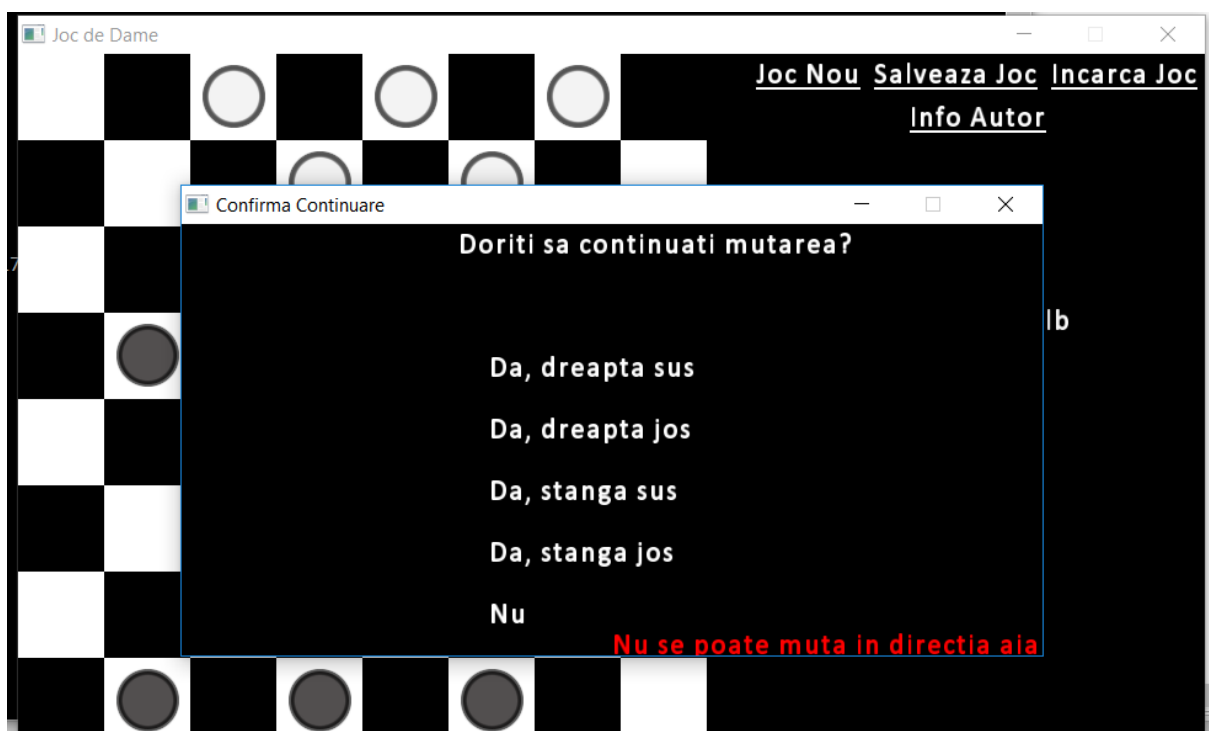 Joc de Dame
Joc Nou Salveaza Joc Incarca Joc
Info Autor
Confirma Continuare
Doriti sa continuati mutarea?
lb
Da, dreapta sus
Da, dreapta jos
Da, stanga sus
Da, stanga jos
Nu
Nu se poate muta in directia aia